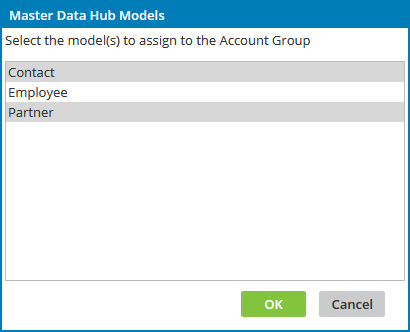 Master Data Hub Models
Select the model(s) to assign to the Account Group
Contact
Employee
Partner
OK Cancel